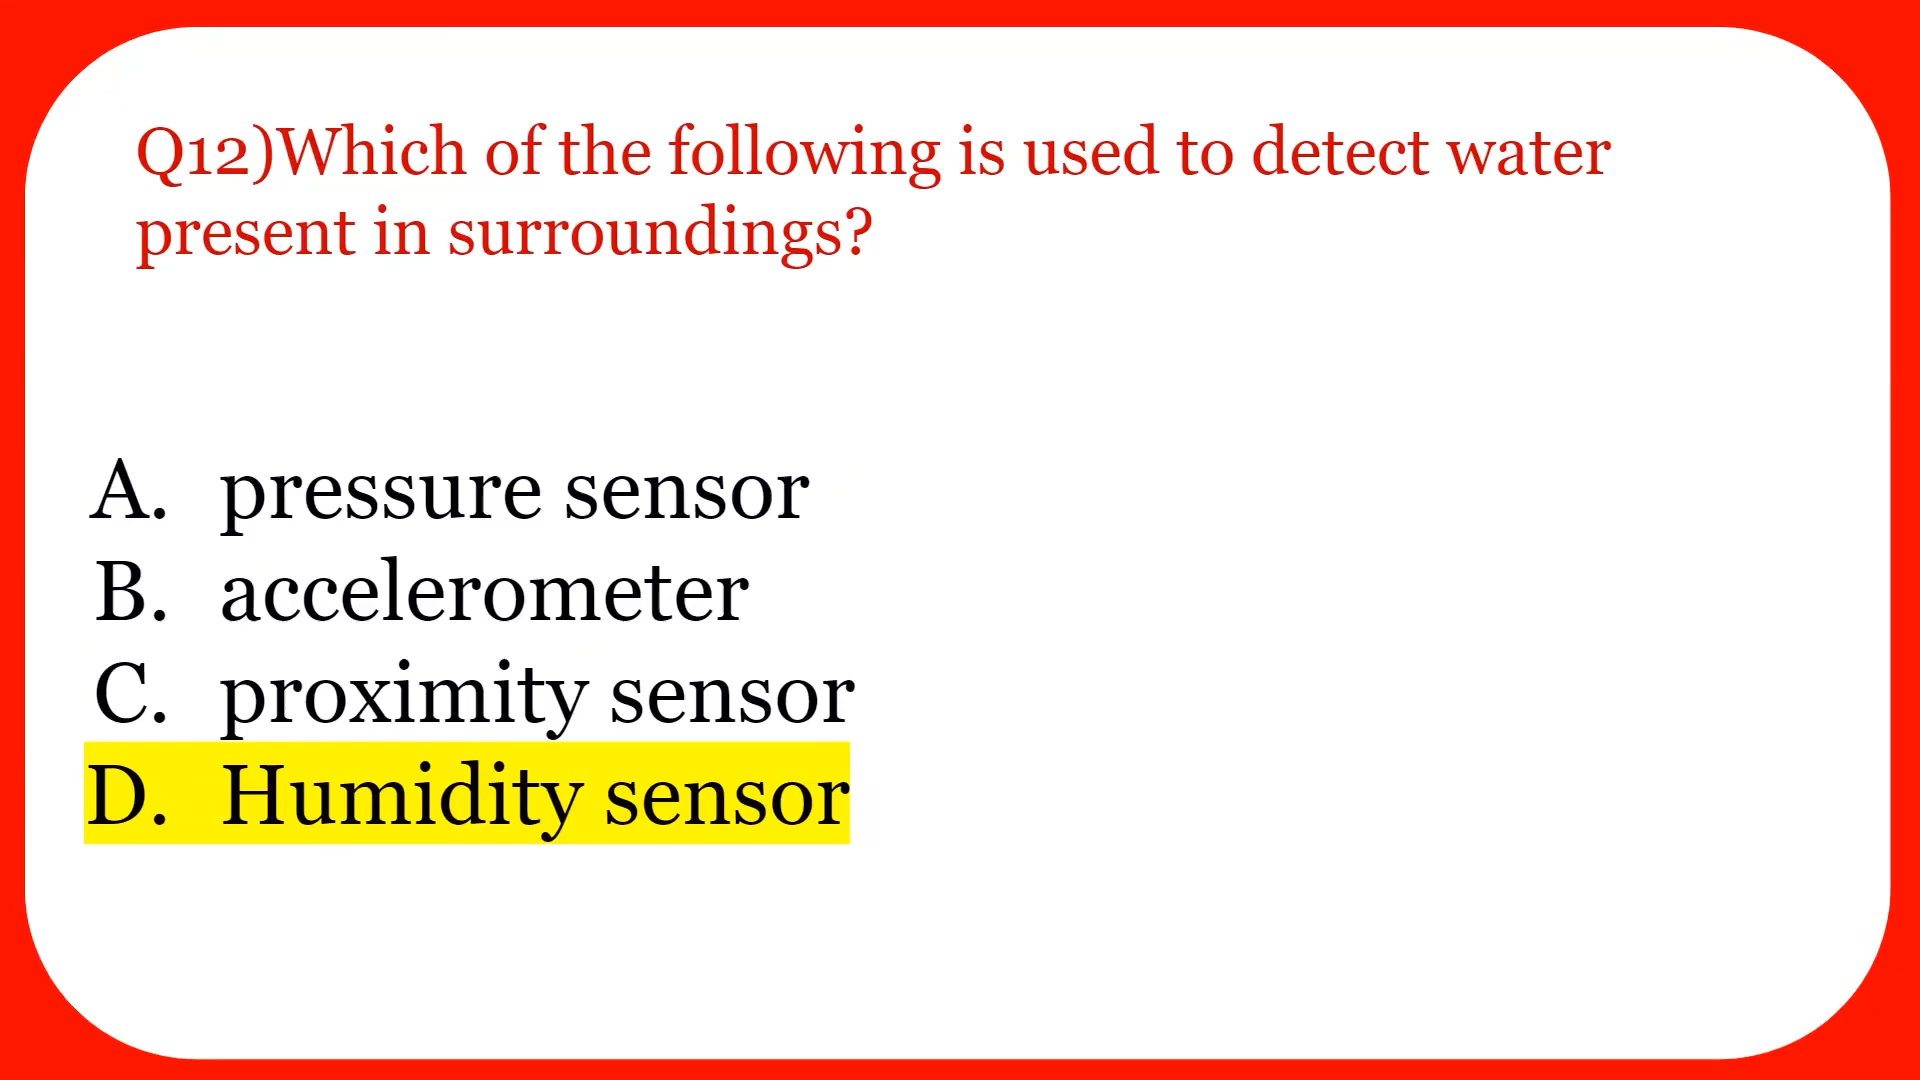 Q12)Which of the following is used to detect water
present in surroundings?
A. pressure sensor
B. accelerometer
C. proximity sensor
D. Humidity sensor